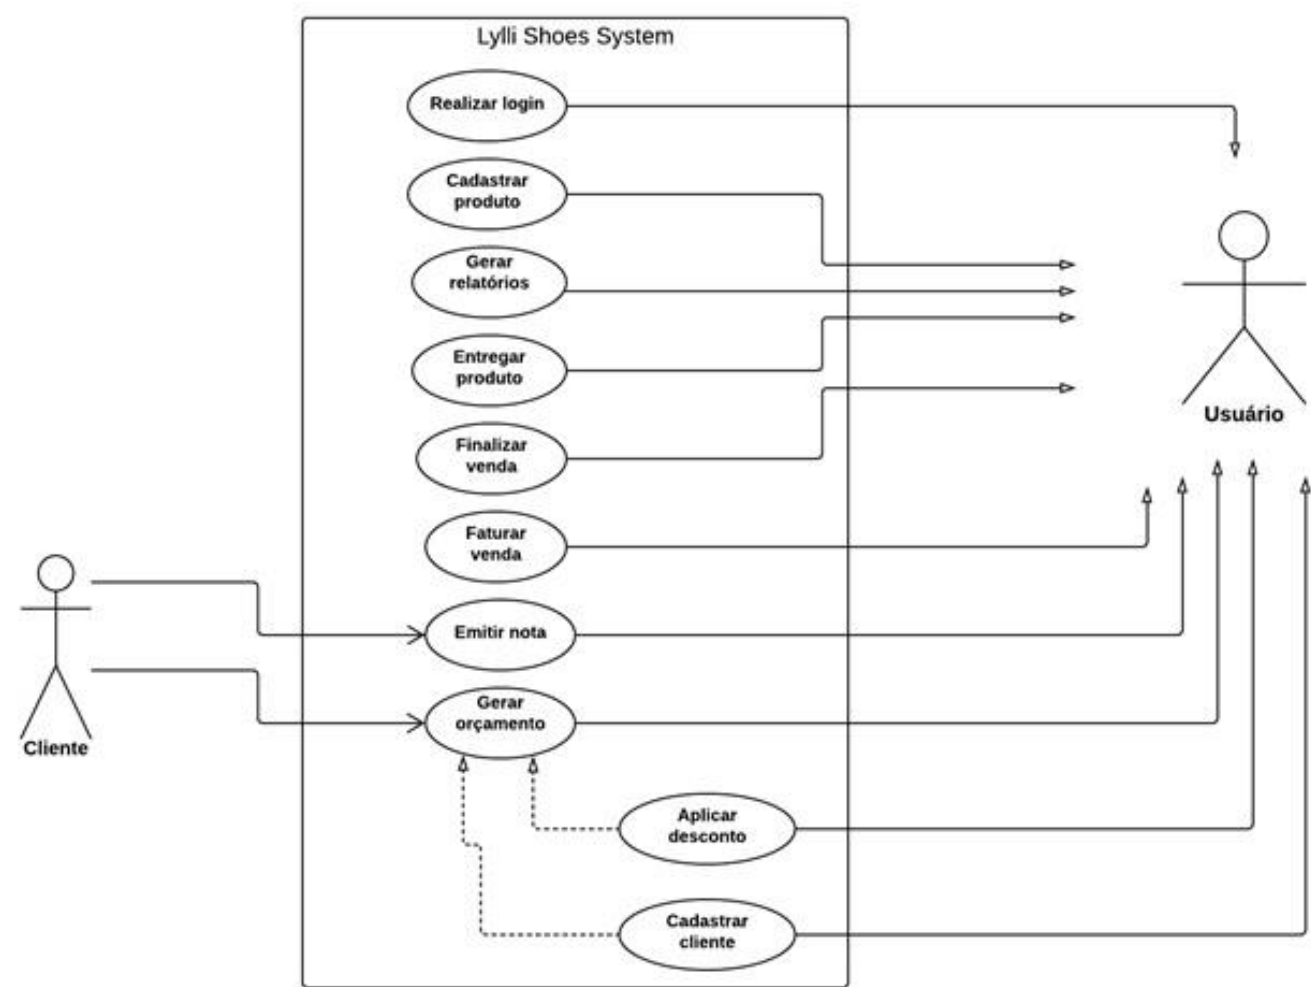 Lylli Shoes System
Realizar login
Cadastrar
produto
Gerar
relatórios
Entregar
produto
Finalizar
venda
Usuário
Faturar
venda
Emitir nota
Gerar
orçamento
Cliente
Aplicar
desconto
Cadastrar
cliente